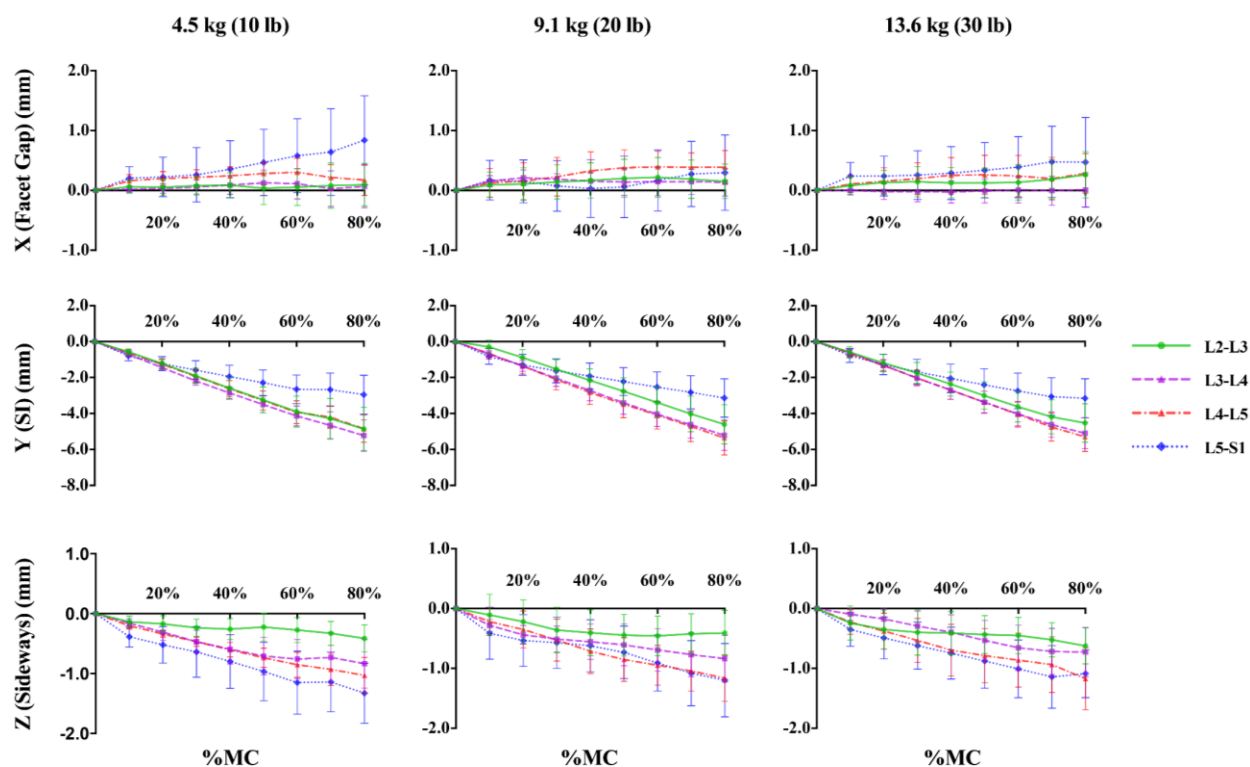 4.5 kg (10 lb) 9.1 kg (20 lb) 13.6 kg (30 lb)
X (Facet Gap) (mm)
2.0 2.0 2.0
1.0 1.0 1.0
0.0 0.0 0.0
20% 40% 60% 80% 20% 40% 60% 80% 20% 40% 60% 80%
-1.0 -1.0 -1.0
Y (SI) (mm)
2.0 2.0 2.0
20% 40% 60% 80% 20% 40% 60% 80% 20% 40% 60% 80%
0.0 0.0 0.0
-2.0 -2.0 -2.0
-4.0 -4.0 -4.0
-6.0 -6.0 -6.0
-8.0 -8.0 -8.0
L2-L3
L3-L4
L4-L5
L5-S1
Z (Sideways) (mm)
1.0 1.0 1.0
20% 40% 60% 80% 20% 40% 60% 80% 20% 40% 60% 80%
0.0 0.0 0.0
-1.0 -1.0 -1.0
-2.0 -2.0 -2.0
%MC %MC %MC